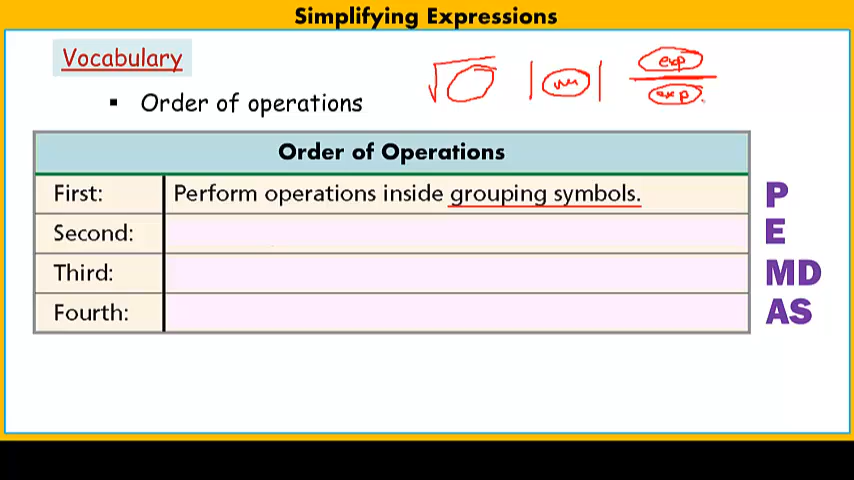 Simplifying Expressions
Vocabulary
▪ Order of operations
exp
exp
Order of Operations
First: Perform operations inside grouping symbols. P
Second: E
Third: MD
Fourth: AS